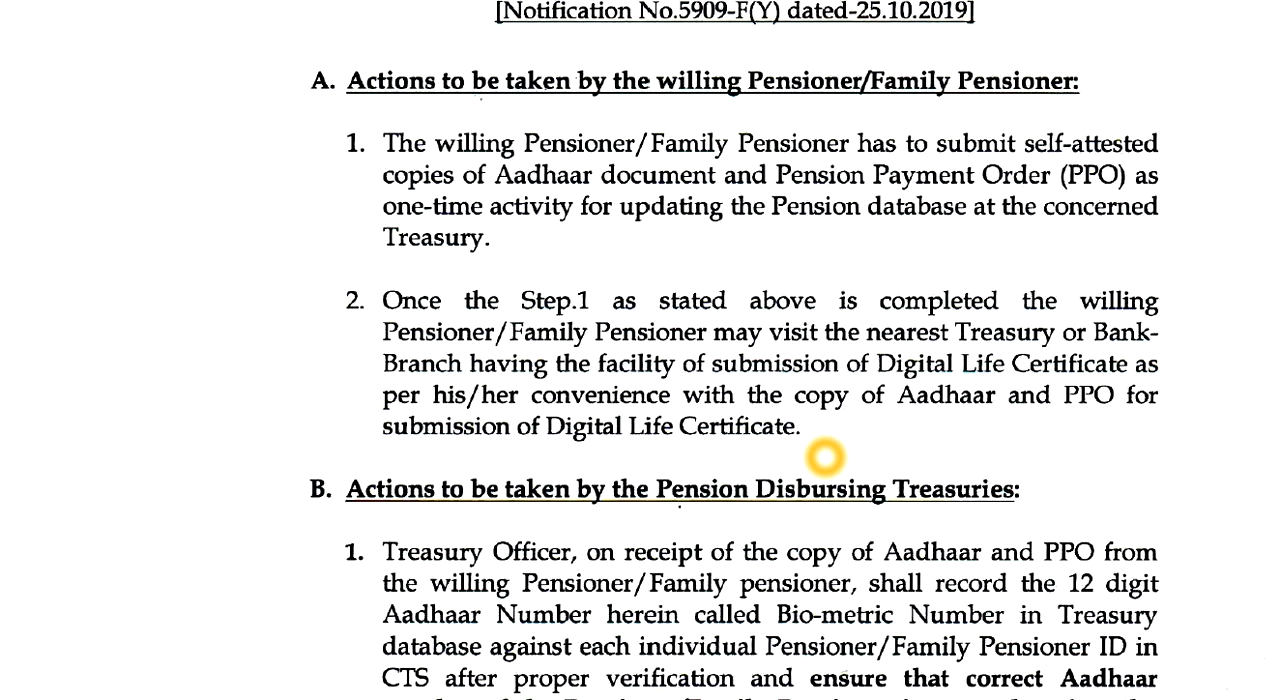 [Notification No.5909-F(Y) dated-25.10.2019]
A. Actions to be taken by the willing Pensioner/Family Pensioner:
1. The willing Pensioner/Family Pensioner has to submit self-attested
copies of Aadhaar document and Pension Payment Order (PPO) as
one-time activity for updating the Pension database at the concerned
Treasury.
2. Once the Step.1 as stated above is completed the willing
Pensioner/Family Pensioner may visit the nearest Treasury or Bank-
Branch having the facility of submission of Digital Life Certificate as
per his/her convenience with the copy of Aadhaar and PPO for
submission of Digital Life Certificate.
B. Actions to be taken by the Pension Disbursing Treasuries:
1. Treasury Officer, on receipt of the copy of Aadhaar and PPO from
the willing Pensioner/Family pensioner, shall record the 12 digit
Aadhaar Number herein called Bio-metric Number in Treasury
database against each individual Pensioner/Family Pensioner ID in
CTS after proper verification and ensure that correct Aadhaar